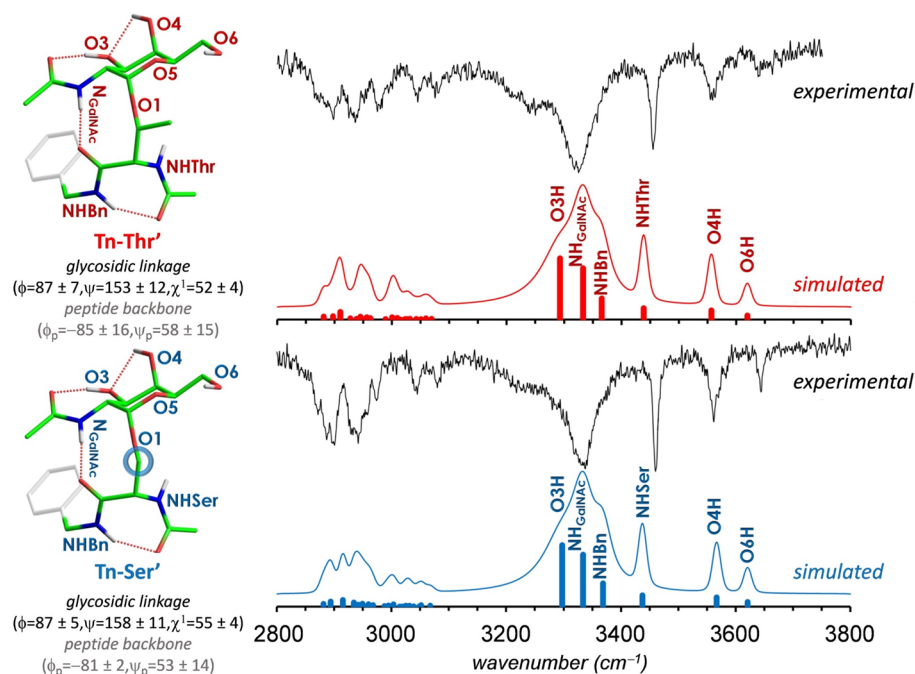 O4
O3
O6
O5
N GalNAc
O1
NHThr
NHBn
Tn-Thr’
glycosidic linkage
(ϕ=87 ± 7,ψ=153 ± 12,χ¹=52 ± 4)
peptide backbone
(ϕp=−85 ± 16,ψp=58 ± 15)
experimental
O3H
NHGalNAc
NHBn
NHThr
O4H
O6H
simulated
O4
O3
O6
O5
N GalNAc
O1
NHSer
NHBn
Tn-Ser’
glycosidic linkage
(ϕ=87 ± 5,ψ=158 ± 11,χ¹=55 ± 4)
peptide backbone
(ϕp=−81 ± 2,ψp=53 ± 14)
experimental
O3H
NHGalNAc
NHBn
NHSer
O4H
O6H
simulated
2800 3000 3200 3400 3600 3800
wavenumber (cm⁻¹)